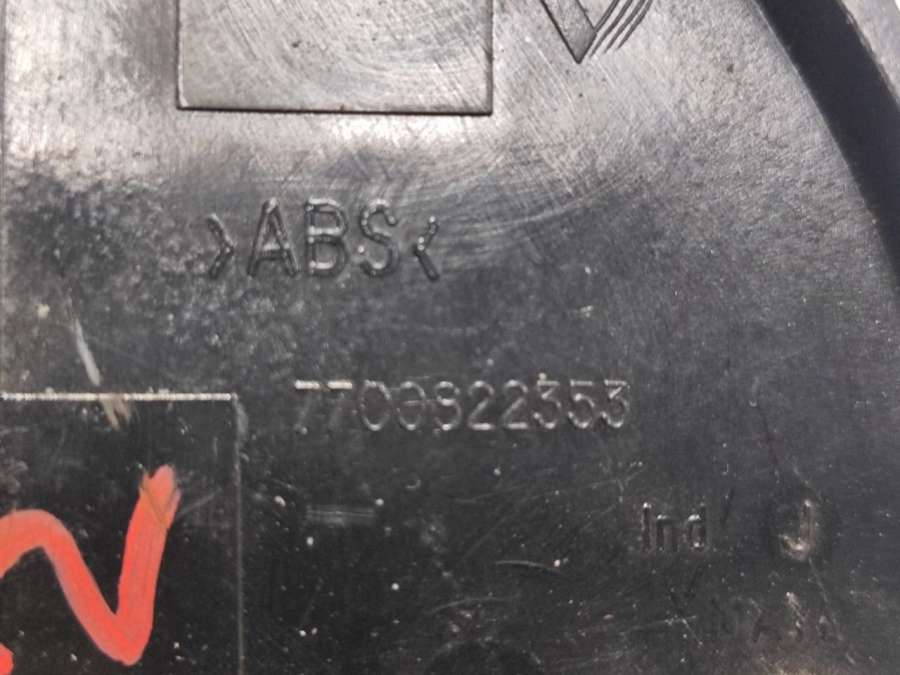 >ABS<
7700822353
Ind J